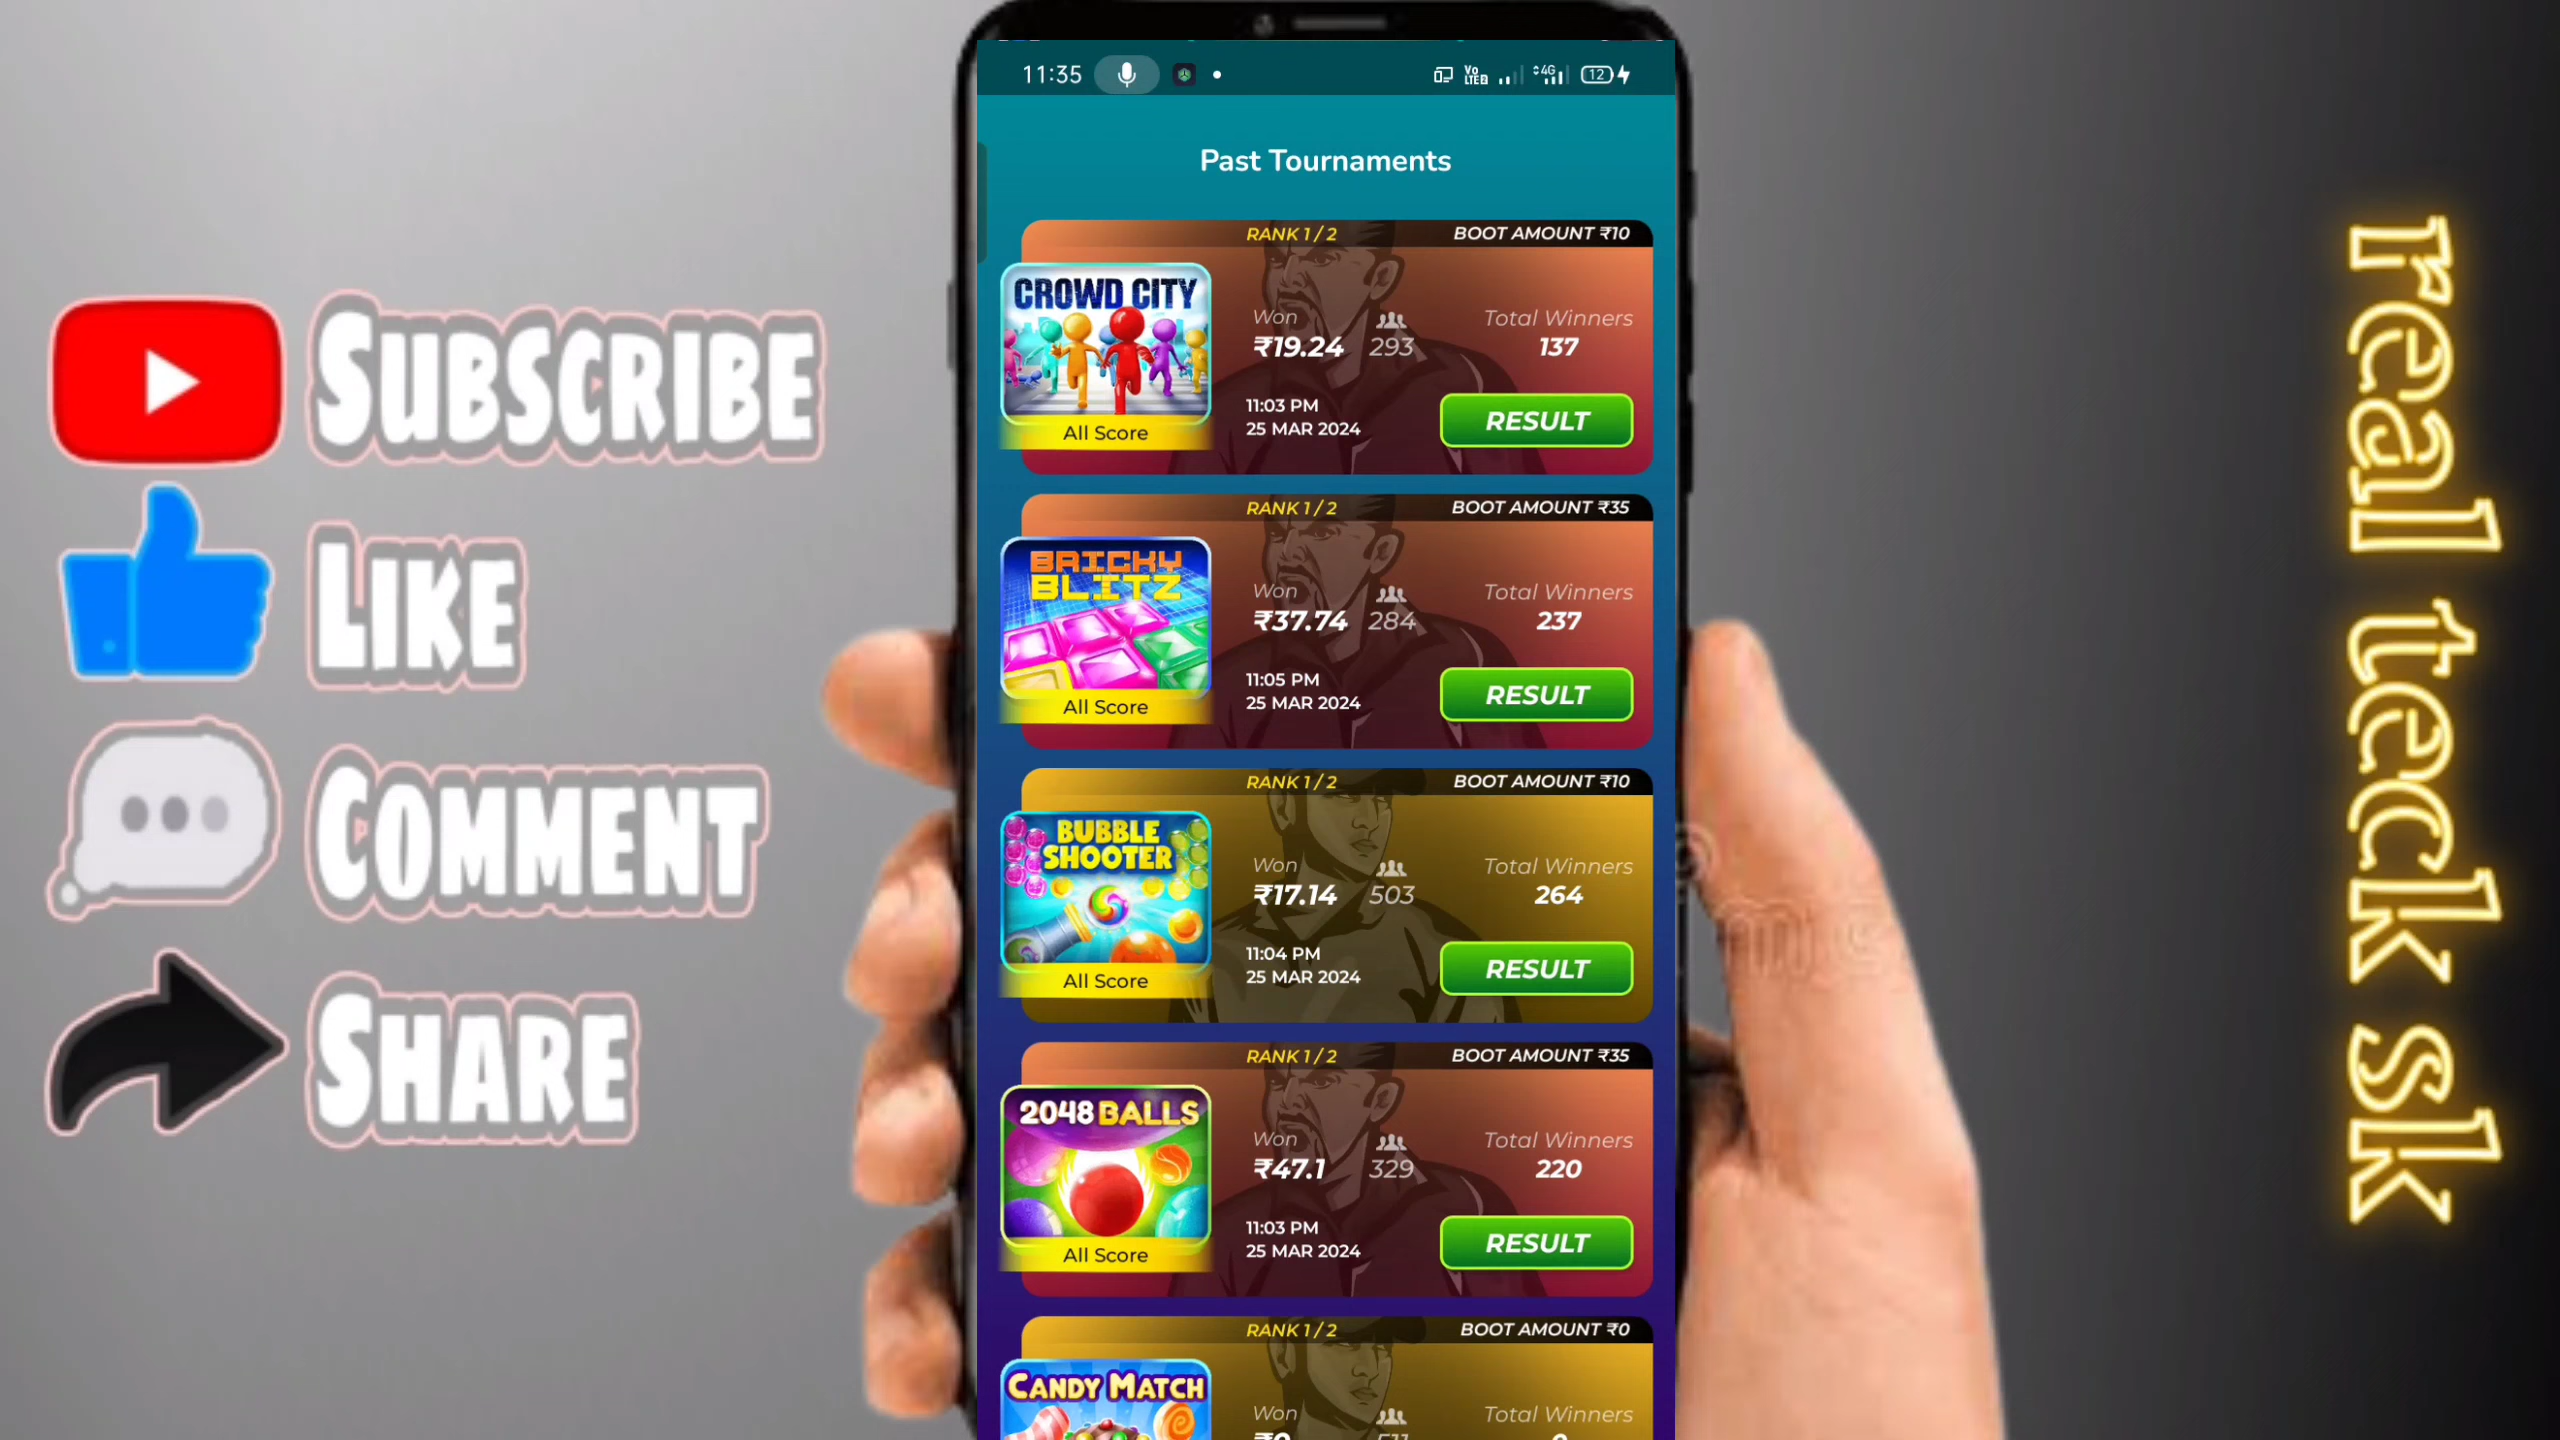 11:35
Vo
LTE2
4G
12
Past Tournaments
RANK 1 / 2
BOOT AMOUNT ₹10
CROWD CITY
Won
₹19.24
293
Total Winners
137
11:03 PM
25 MAR 2024
RESULT
All Score
RANK 1 / 2
BOOT AMOUNT ₹35
BRICKY
BLITZ
Won
₹37.74
284
Total Winners
237
11:05 PM
25 MAR 2024
RESULT
All Score
RANK 1 / 2
BOOT AMOUNT ₹10
BUBBLE
SHOOTER
Won
₹17.14
503
Total Winners
264
11:04 PM
25 MAR 2024
RESULT
All Score
RANK 1 / 2
BOOT AMOUNT ₹35
2048 BALLS
Won
₹47.1
329
Total Winners
220
11:03 PM
25 MAR 2024
RESULT
All Score
RANK 1 / 2
BOOT AMOUNT ₹0
CANDY MATCH
Won
Total Winners
SUBSCRIBE
LIKE
COMMENT
SHARE
real teck sk